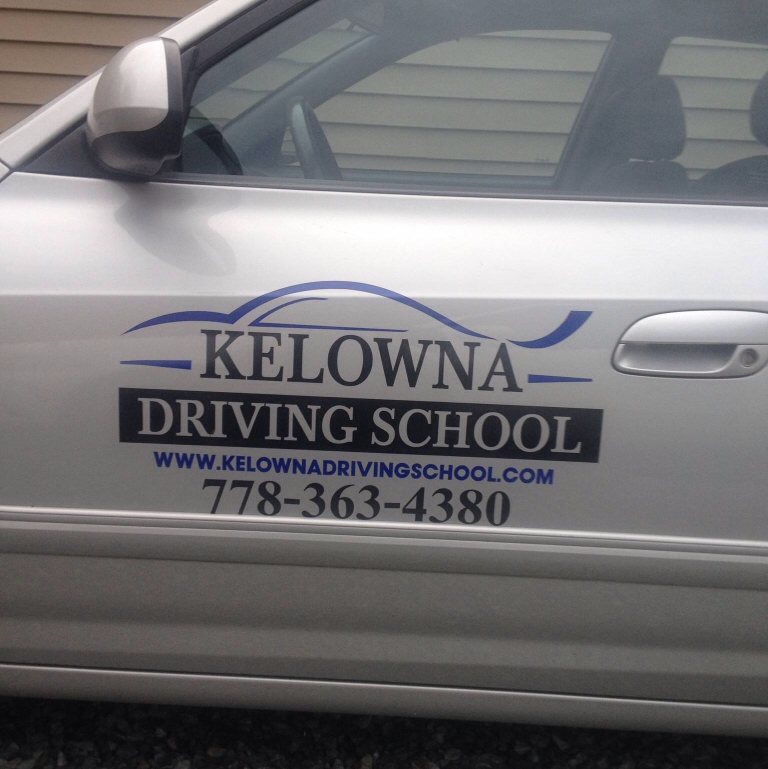 KELOWNA
DRIVING SCHOOL
WWW.KELOWNADRIVINGSCHOOL.COM
778-363-4380